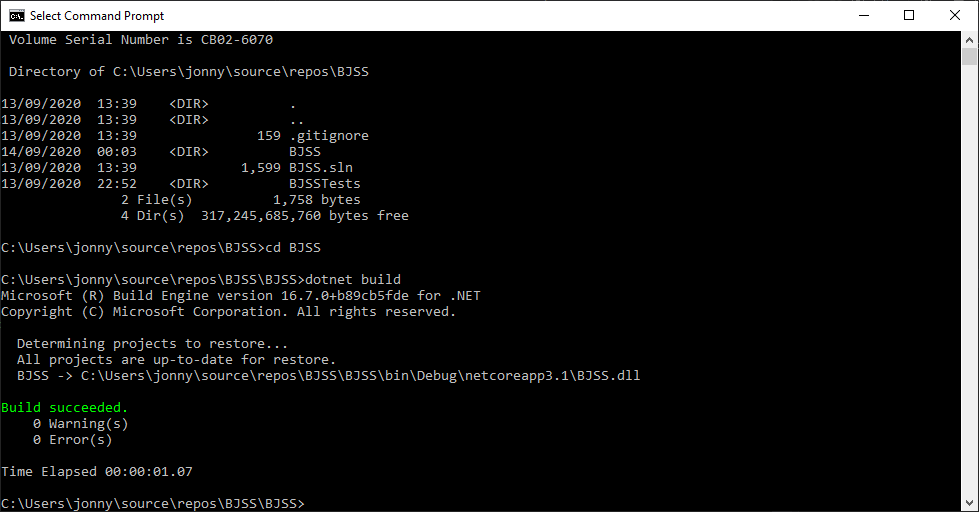 Select Command Prompt
Volume Serial Number is CB02-6070
Directory of C:\Users\jonny\source\repos\BJSS
13/09/2020  13:39    <DIR>          .
13/09/2020  13:39    <DIR>          ..
13/09/2020  13:39               159 .gitignore
14/09/2020  00:03    <DIR>          BJSS
13/09/2020  13:39             1,599 BJSS.sln
13/09/2020  22:52    <DIR>          BJSSTests
2 File(s)          1,758 bytes
4 Dir(s)  317,245,685,760 bytes free
C:\Users\jonny\source\repos\BJSS>cd BJSS
C:\Users\jonny\source\repos\BJSS\BJSS>dotnet build
Microsoft (R) Build Engine version 16.7.0+b89cb5fde for .NET
Copyright (C) Microsoft Corporation. All rights reserved.
Determining projects to restore...
All projects are up-to-date for restore.
BJSS -> C:\Users\jonny\source\repos\BJSS\BJSS\bin\Debug\netcoreapp3.1\BJSS.dll
Build succeeded.
0 Warning(s)
0 Error(s)
Time Elapsed 00:00:01.07
C:\Users\jonny\source\repos\BJSS\BJSS>